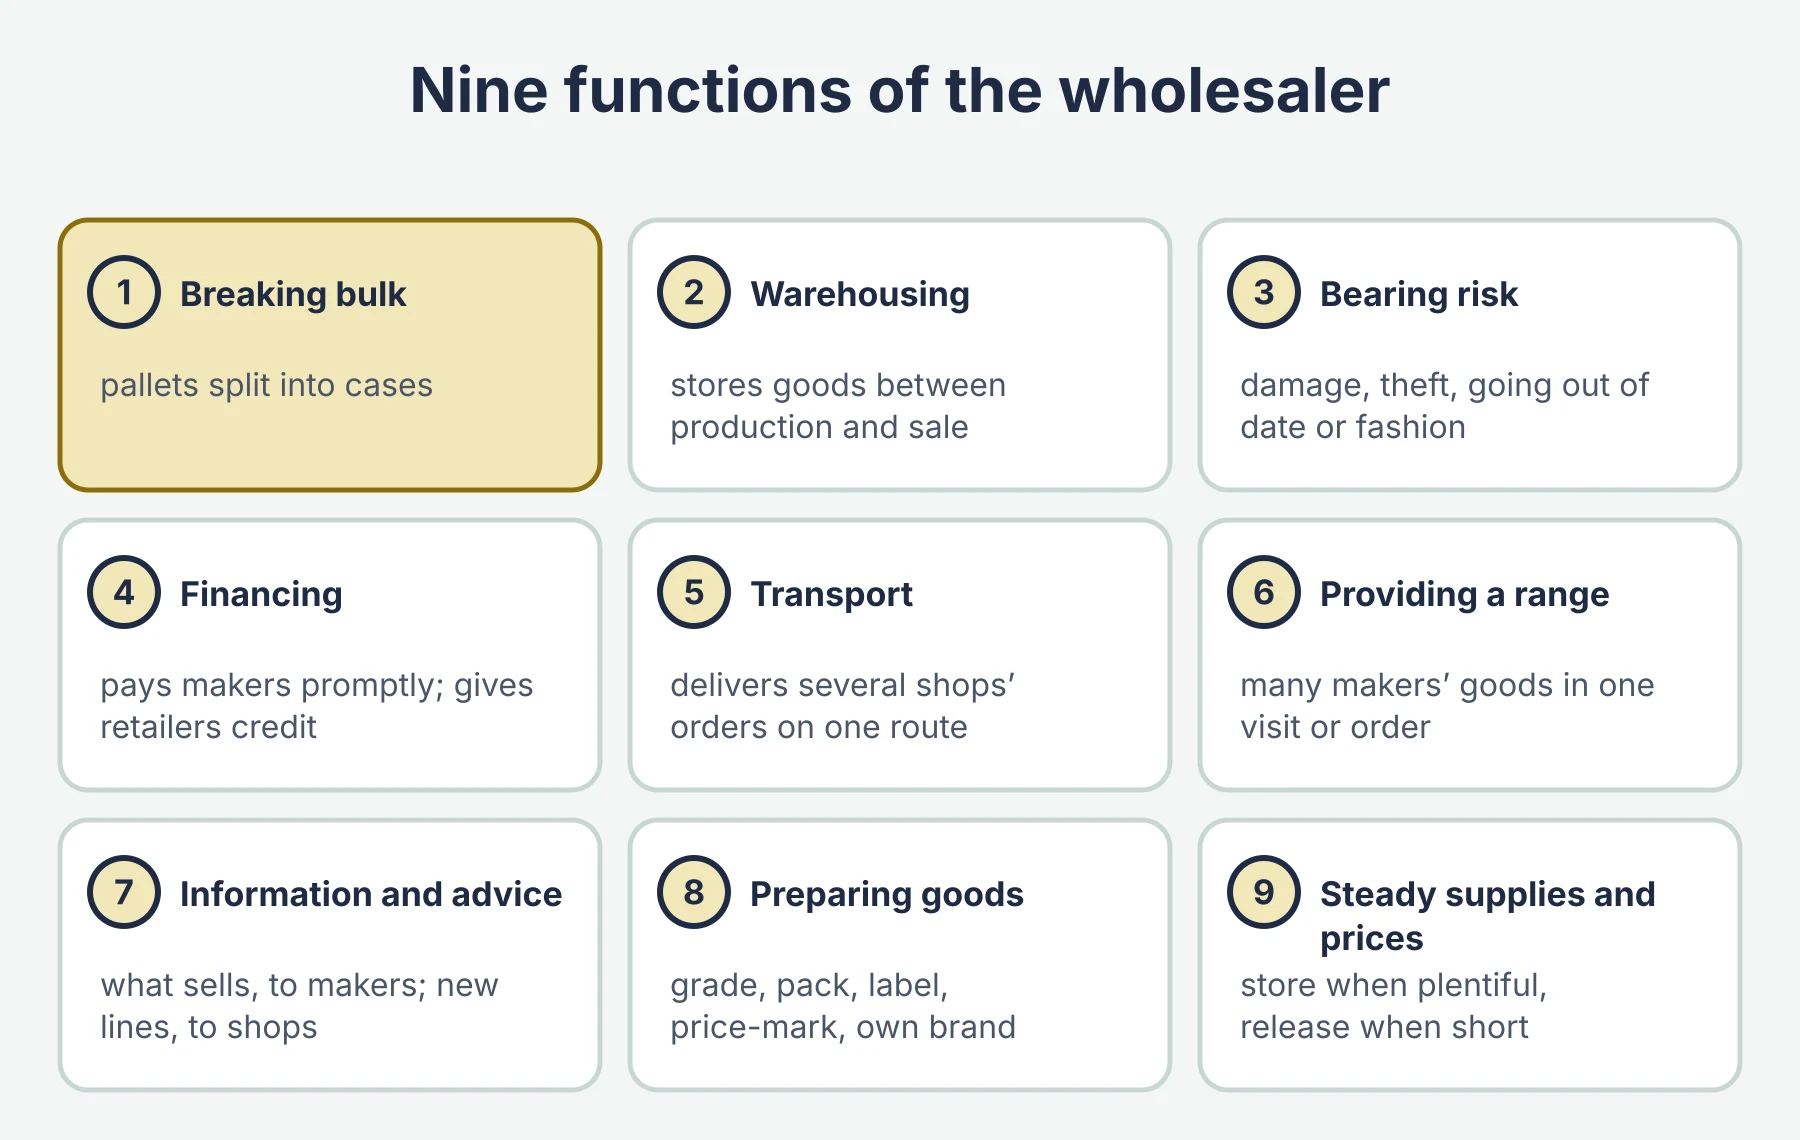 Nine functions of the wholesaler
1 Breaking bulk
pallets split into cases
2 Warehousing
stores goods between
production and sale
3 Bearing risk
damage, theft, going out of
date or fashion
4 Financing
pays makers promptly; gives
retailers credit
5 Transport
delivers several shops’
orders on one route
6 Providing a range
many makers’ goods in one
visit or order
7 Information and advice
what sells, to makers; new
lines, to shops
8 Preparing goods
grade, pack, label,
price-mark, own brand
9 Steady supplies and
prices
store when plentiful,
release when short